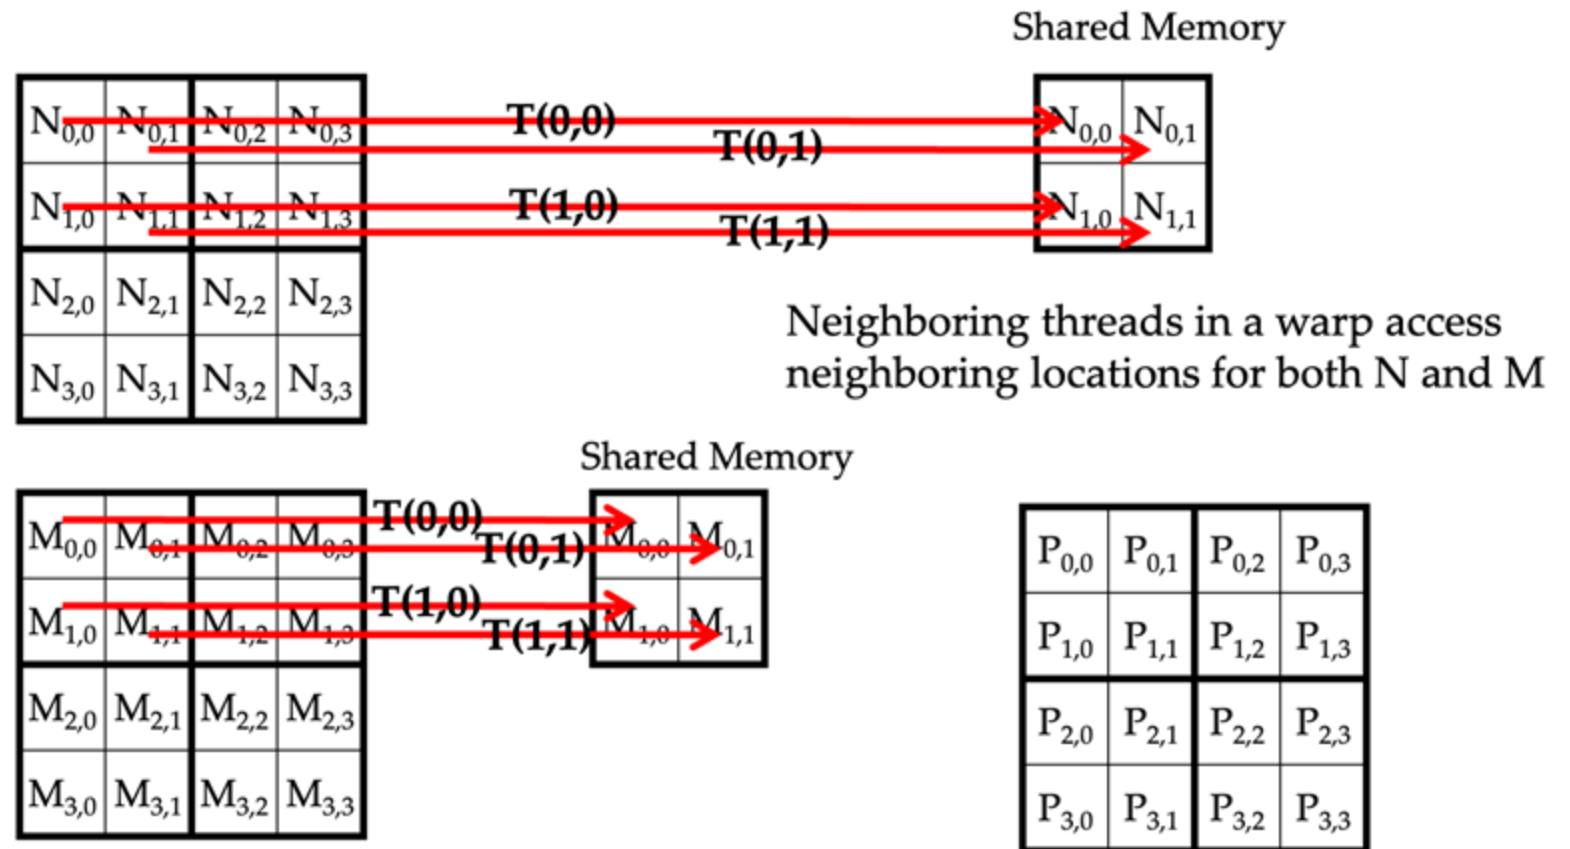 Shared Memory
N0,0 N0,1 N0,2 N0,3 T(0,0) N0,0 N0,1
T(0,1)
N1,0 N1,1 N1,2 N1,3 T(1,0) N1,0 N1,1
T(1,1)
N2,0 N2,1 N2,2 N2,3
N3,0 N3,1 N3,2 N3,3
Neighboring threads in a warp access
neighboring locations for both N and M
Shared Memory
M0,0 M0,1 M0,2 M0,3 T(0,0) M0,0 M0,1
T(0,1)
M1,0 M1,1 M1,2 M1,3 T(1,0) M1,0 M1,1
T(1,1)
M2,0 M2,1 M2,2 M2,3
M3,0 M3,1 M3,2 M3,3
P0,0 P0,1 P0,2 P0,3
P1,0 P1,1 P1,2 P1,3
P2,0 P2,1 P2,2 P2,3
P3,0 P3,1 P3,2 P3,3